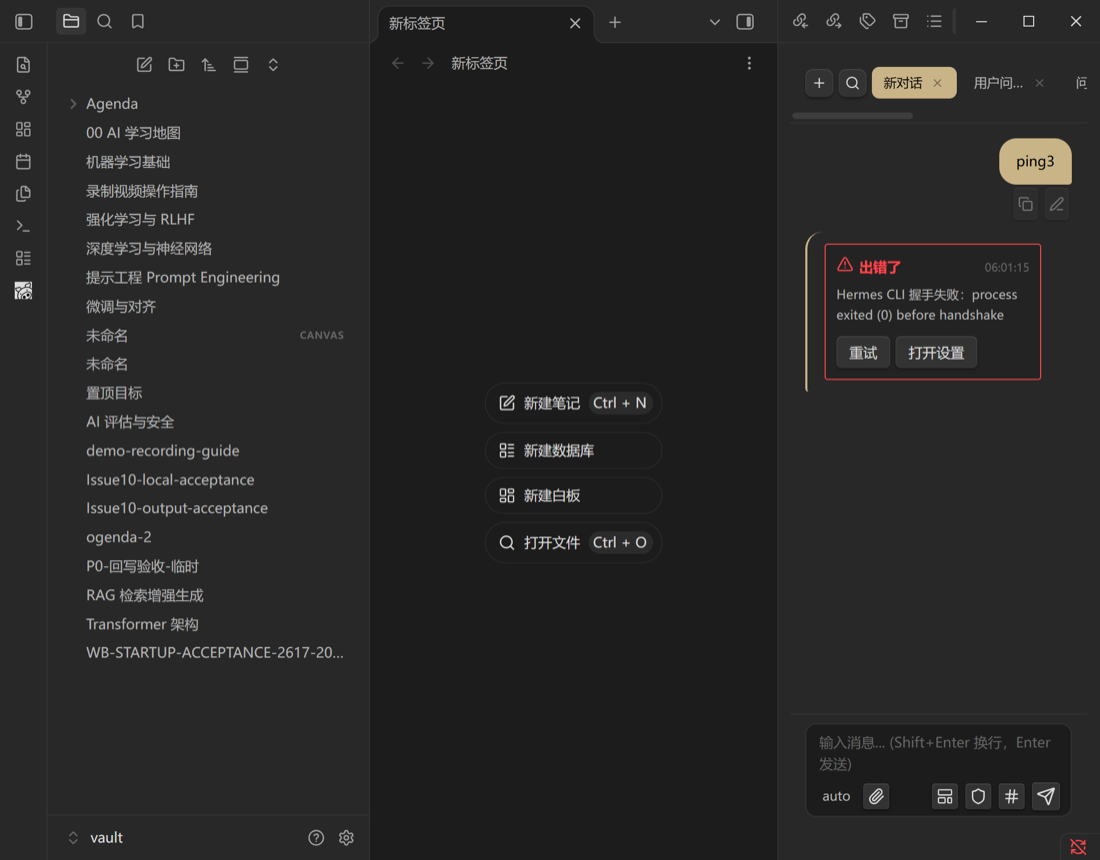 新标签页
新标签页
Agenda
00 AI 学习地图
机器学习基础
录制视频操作指南
强化学习与 RLHF
深度学习与神经网络
提示工程 Prompt Engineering
微调与对齐
未命名 CANVAS
未命名
置顶目标
AI 评估与安全
demo-recording-guide
Issue10-local-acceptance
Issue10-output-acceptance
ogenda-2
P0-回写验收-临时
RAG 检索增强生成
Transformer 架构
WB-STARTUP-ACCEPTANCE-2617-20...
vault
新建笔记 Ctrl + N
新建数据库
新建白板
打开文件 Ctrl + O
新对话 用户问... 问
ping3
出错了 06:01:15
Hermes CLI 握手失败：process
exited (0) before handshake
重试 打开设置
输入消息... (Shift+Enter 换行，Enter
发送)
auto